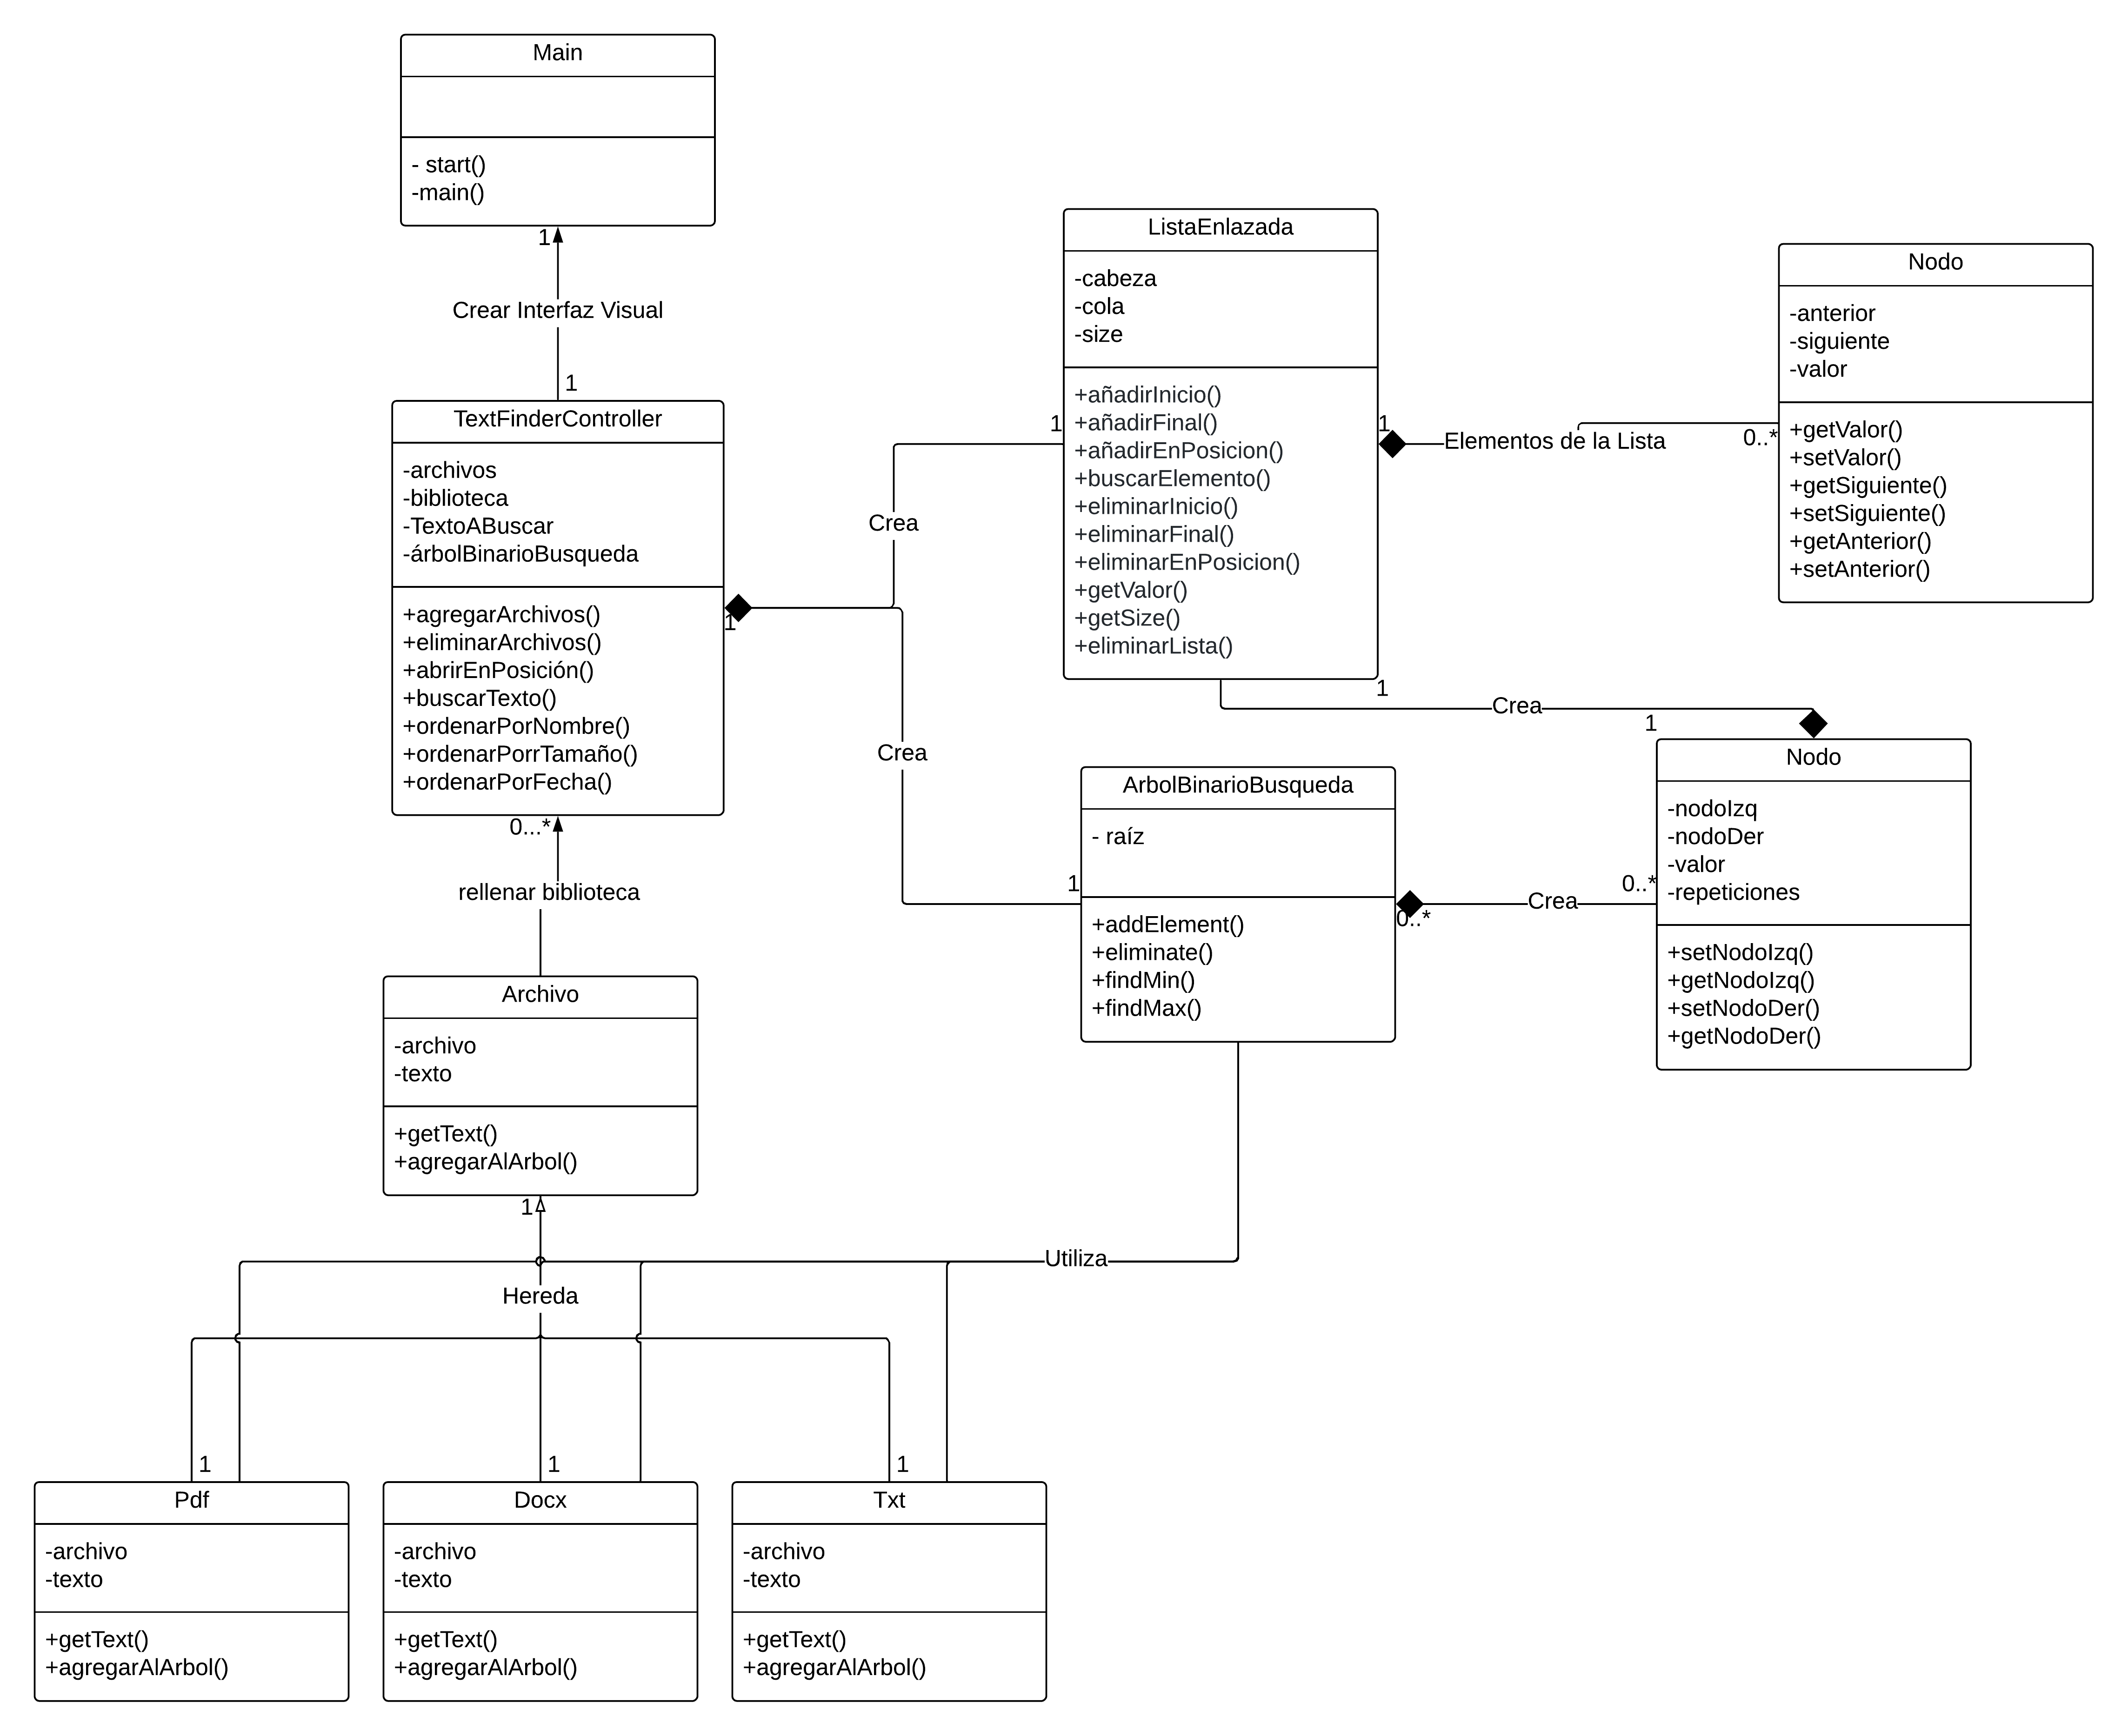 Main
- start()
-main()
1
Crear Interfaz Visual
1
TextFinderController
-archivos
-biblioteca
-TextoABuscar
-árbolBinarioBusqueda
+agregarArchivos()
+eliminarArchivos()
+abrirEnPosición()
+buscarTexto()
+ordenarPorNombre()
+ordenarPorrTamaño()
+ordenarPorFecha()
1
Crea
1
Crea
1
ListaEnlazada
-cabeza
-cola
-size
+añadirInicio()
+añadirFinal()
+añadirEnPosicion()
+buscarElemento()
+eliminarInicio()
+eliminarFinal()
+eliminarEnPosicion()
+getValor()
+getSize()
+eliminarLista()
1
Elementos de la Lista
0..*
Nodo
-anterior
-siguiente
-valor
+getValor()
+setValor()
+getSiguiente()
+setSiguiente()
+getAnterior()
+setAnterior()
1
Crea
1
ArbolBinarioBusqueda
- raíz
+addElement()
+eliminate()
+findMin()
+findMax()
0..*
Crea
0..*
Nodo
-nodoIzq
-nodoDer
-valor
-repeticiones
+setNodoIzq()
+getNodoIzq()
+setNodoDer()
+getNodoDer()
0...*
rellenar biblioteca
Archivo
-archivo
-texto
+getText()
+agregarAlArbol()
1
Utiliza
Hereda
1
1
1
Pdf
-archivo
-texto
+getText()
+agregarAlArbol()
Docx
-archivo
-texto
+getText()
+agregarAlArbol()
Txt
-archivo
-texto
+getText()
+agregarAlArbol()